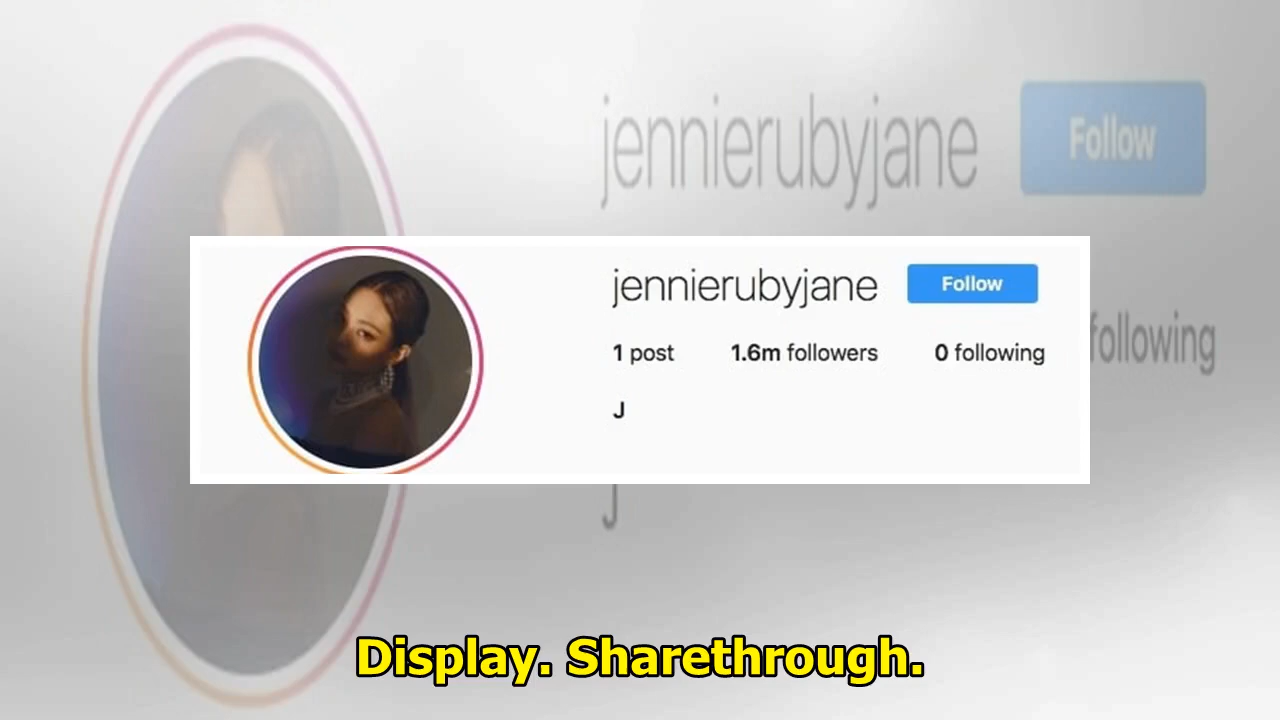 jennierubyjane Follow
jennierubyjane Follow
1 post 1.6m followers 0 following
following
J
J
Display. Sharethrough.